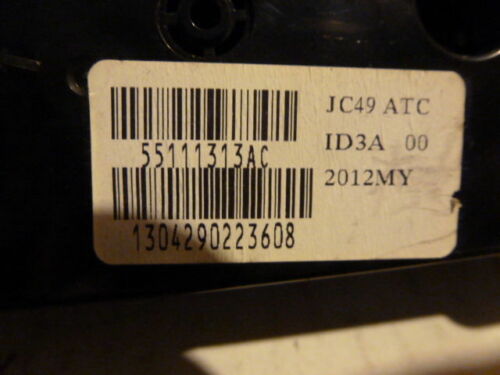 55111313AC
1304290223608
JC49 ATC
ID3A 00
2012MY